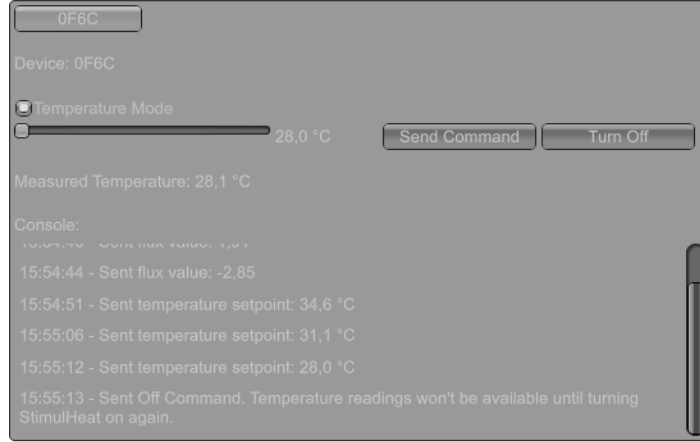 0F6C
Device: 0F6C
Temperature Mode
28,0 °C
Send Command
Turn Off
Measured Temperature: 28,1 °C
Console:
Sent flux value:
15:54:44 - Sent flux value: -2,85
15:54:51 - Sent temperature setpoint: 34,6 °C
15:55:06 - Sent temperature setpoint: 31,1 °C
15:55:12 - Sent temperature setpoint: 28,0 °C
15:55:13 - Sent Off Command. Temperature readings won't be available until turning
StimulHeat on again.